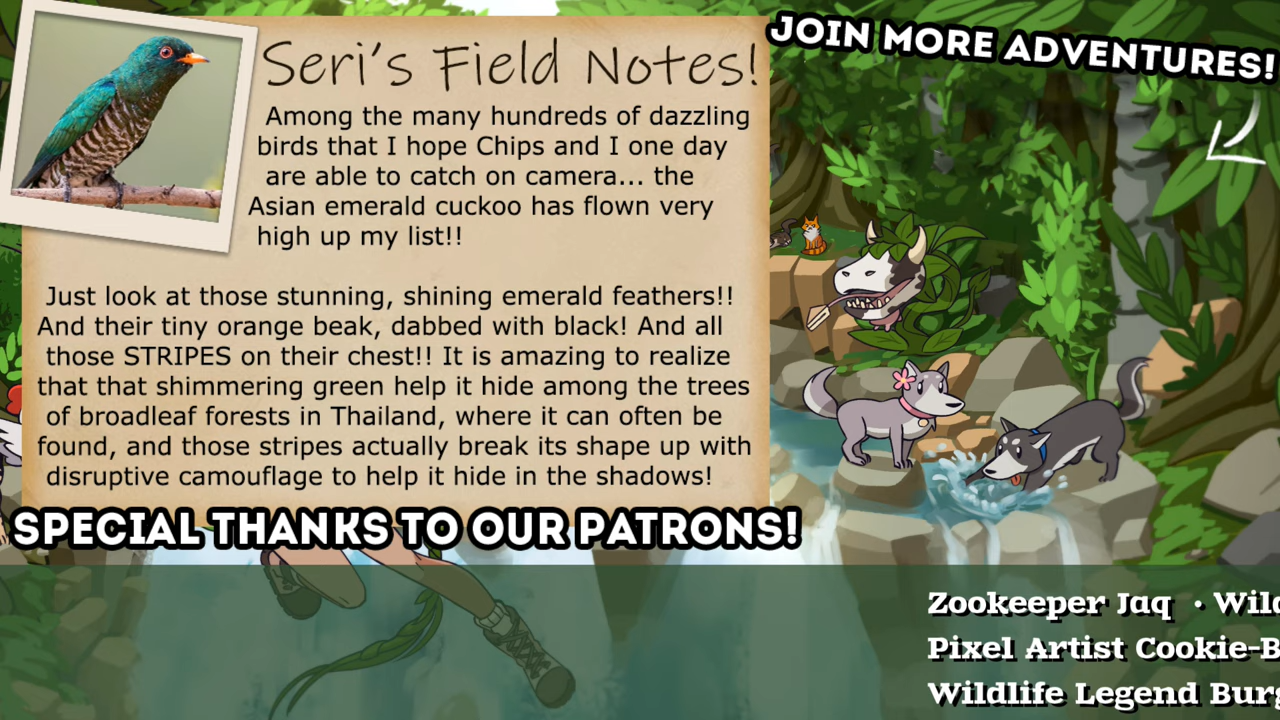 Seri's Field Notes!
Among the many hundreds of dazzling
birds that I hope Chips and I one day
are able to catch on camera... the
Asian emerald cuckoo has flown very
high up my list!!
Just look at those stunning, shining emerald feathers!!
And their tiny orange beak, dabbed with black! And all
those STRIPES on their chest!! It is amazing to realize
that that shimmering green help it hide among the trees
of broadleaf forests in Thailand, where it can often be
found, and those stripes actually break its shape up with
disruptive camouflage to help it hide in the shadows!
JOIN MORE ADVENTURES!
SPECIAL THANKS TO OUR PATRONS!
Zookeeper Jaq • Wild
Pixel Artist Cookie-B
Wildlife Legend Burg